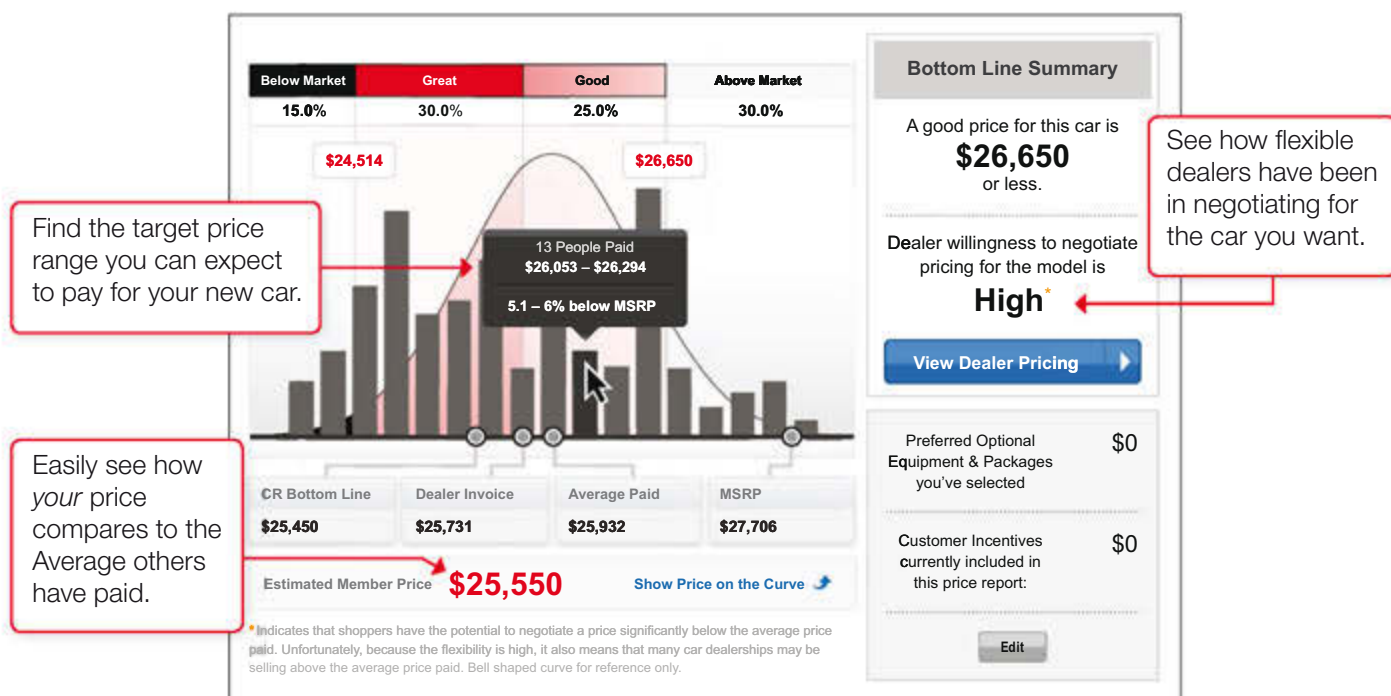 Below Market Great Good Above Market
15.0% 30.0% 25.0% 30.0%
$24,514 $26,650
13 People Paid
$26,053 – $26,294
5.1 – 6% below MSRP
Find the target price
range you can expect
to pay for your new car.
Easily see how
your price
compares to the
Average others
have paid.
CR Bottom Line Dealer Invoice Average Paid MSRP
$25,450 $25,731 $25,932 $27,706
Estimated Member Price $25,550 Show Price on the Curve
*Indicates that shoppers have the potential to negotiate a price significantly below the average price
paid. Unfortunately, because the flexibility is high, it also means that many car dealerships may be
selling above the average price paid. Bell shaped curve for reference only.
Bottom Line Summary
A good price for this car is
$26,650
or less.
Dealer willingness to negotiate
pricing for the model is
High*
View Dealer Pricing
See how flexible
dealers have been
in negotiating for
the car you want.
Preferred Optional
Equipment & Packages
you've selected
$0
Customer Incentives
currently included in
this price report:
$0
Edit